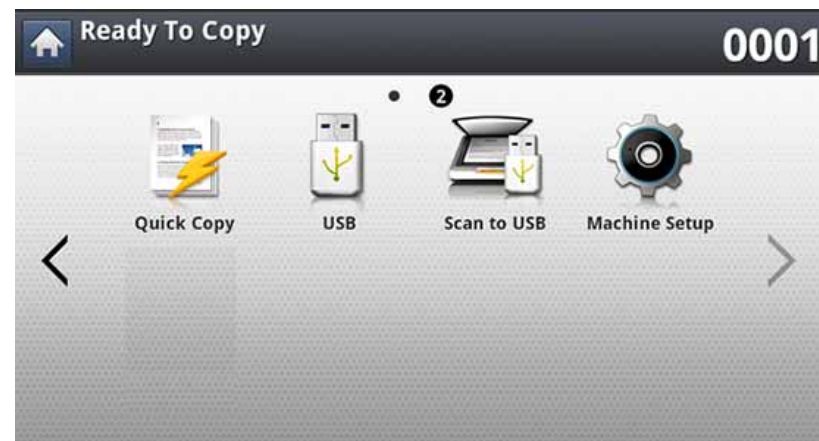 Ready To Copy
0001
2
Quick Copy
USB
Scan to USB
Machine Setup